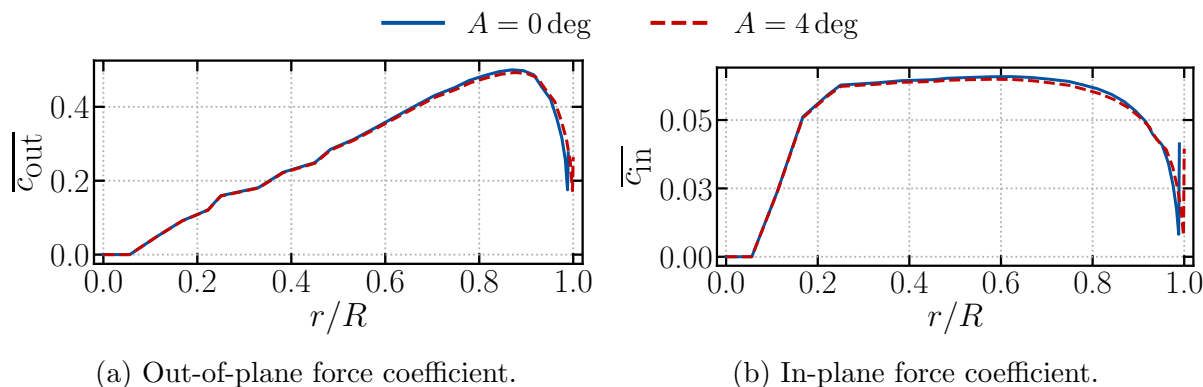 A = 0 deg A = 4 deg
c_out
0.4
0.2
0.0
0.0 0.2 0.4 0.6 0.8 1.0
r/R
(a) Out-of-plane force coefficient.
c_in
0.05
0.03
0.00
0.0 0.2 0.4 0.6 0.8 1.0
r/R
(b) In-plane force coefficient.